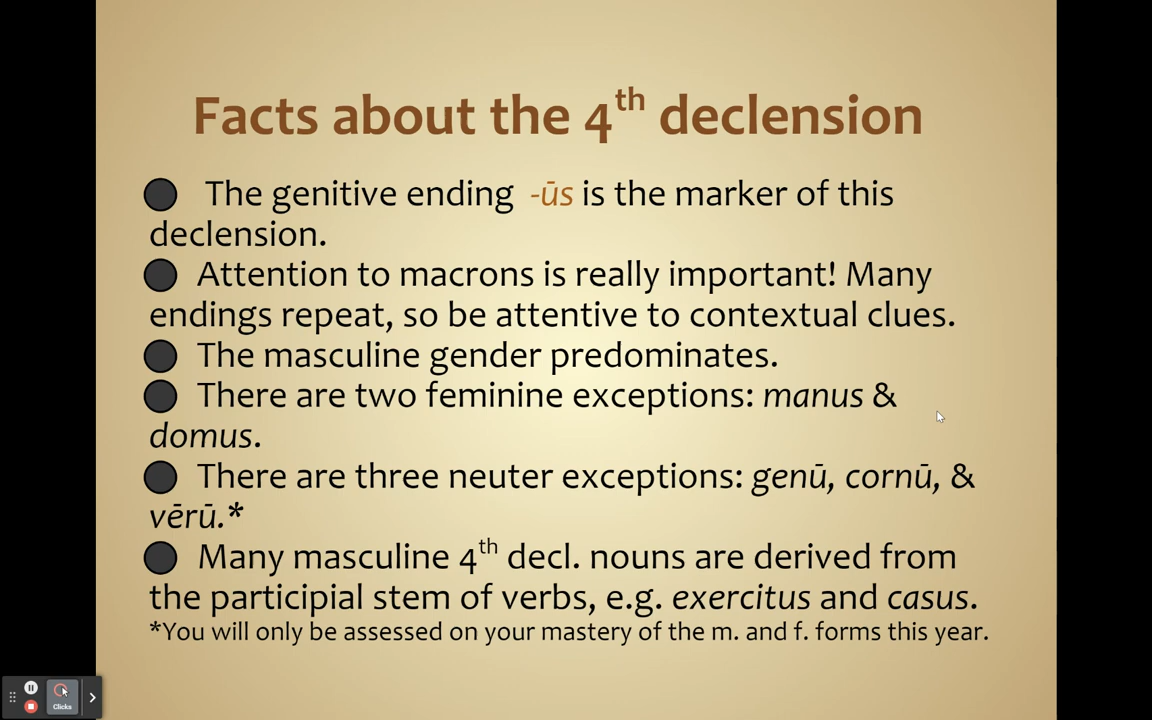 Facts about the 4th declension
● The genitive ending -ūs is the marker of this
declension.
● Attention to macrons is really important! Many
endings repeat, so be attentive to contextual clues.
● The masculine gender predominates.
● There are two feminine exceptions: manus &
domus.
● There are three neuter exceptions: genū, cornū, &
vērū.*
● Many masculine 4th decl. nouns are derived from
the participial stem of verbs, e.g. exercitus and casus.
*You will only be assessed on your mastery of the m. and f. forms this year.
Clicks